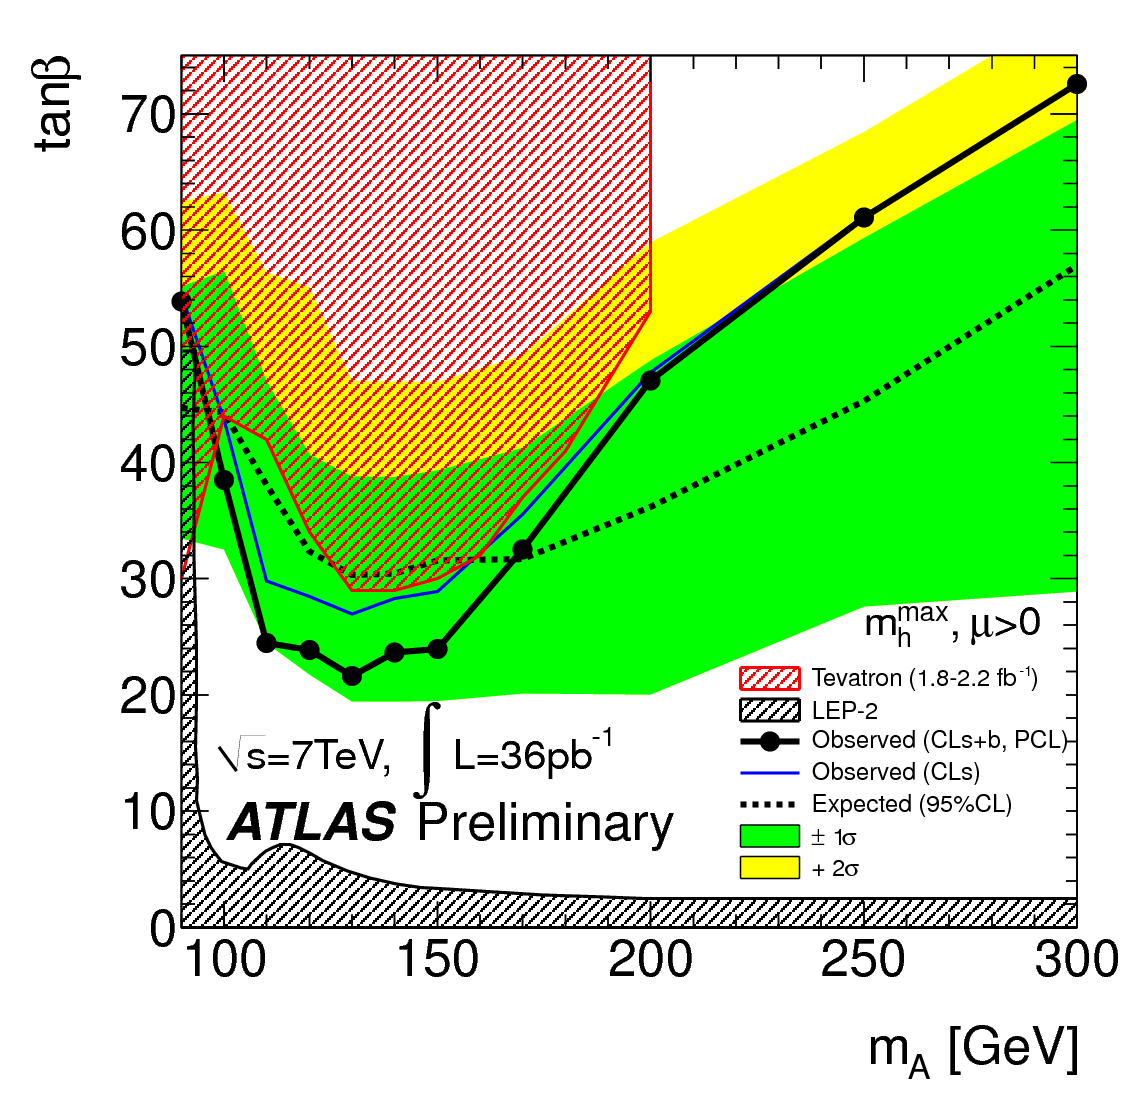 tanβ
70
60
50
40
30
20
10
0
m_h^max, μ>0
Tevatron (1.8-2.2 fb⁻¹)
LEP-2
Observed (CLs+b, PCL)
Observed (CLs)
Expected (95%CL)
± 1σ
+ 2σ
√s=7TeV, ∫ L=36pb⁻¹
ATLAS Preliminary
100 150 200 250 300
m_A [GeV]